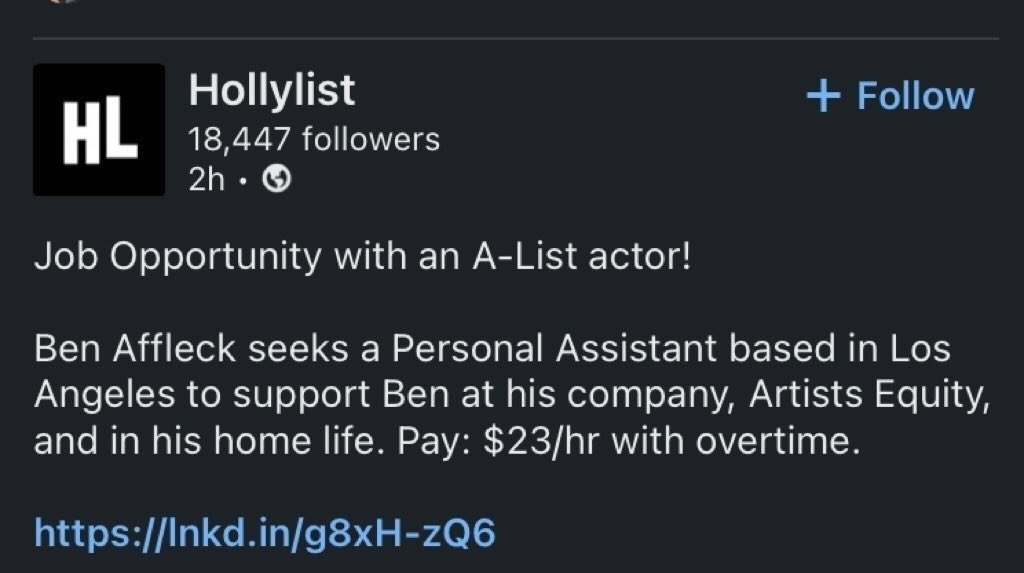 HL
Hollylist
+ Follow
18,447 followers
2h •
Job Opportunity with an A-List actor!
Ben Affleck seeks a Personal Assistant based in Los
Angeles to support Ben at his company, Artists Equity,
and in his home life. Pay: $23/hr with overtime.
https://lnkd.in/g8xH-zQ6